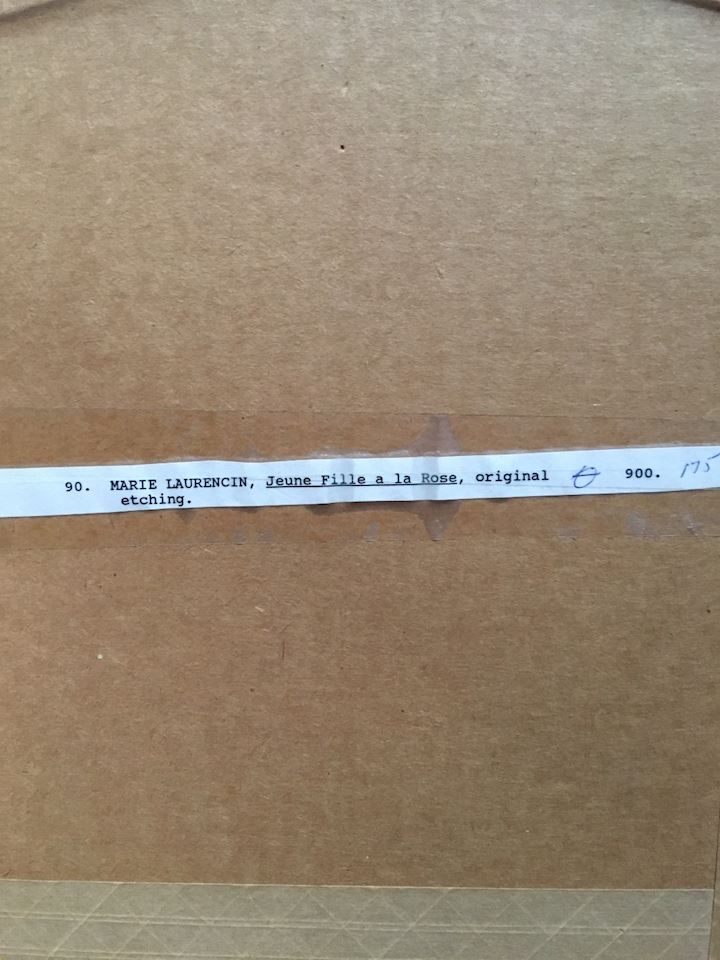 90. MARIE LAURENCIN, Jeune Fille a la Rose, original 900. 175
etching.